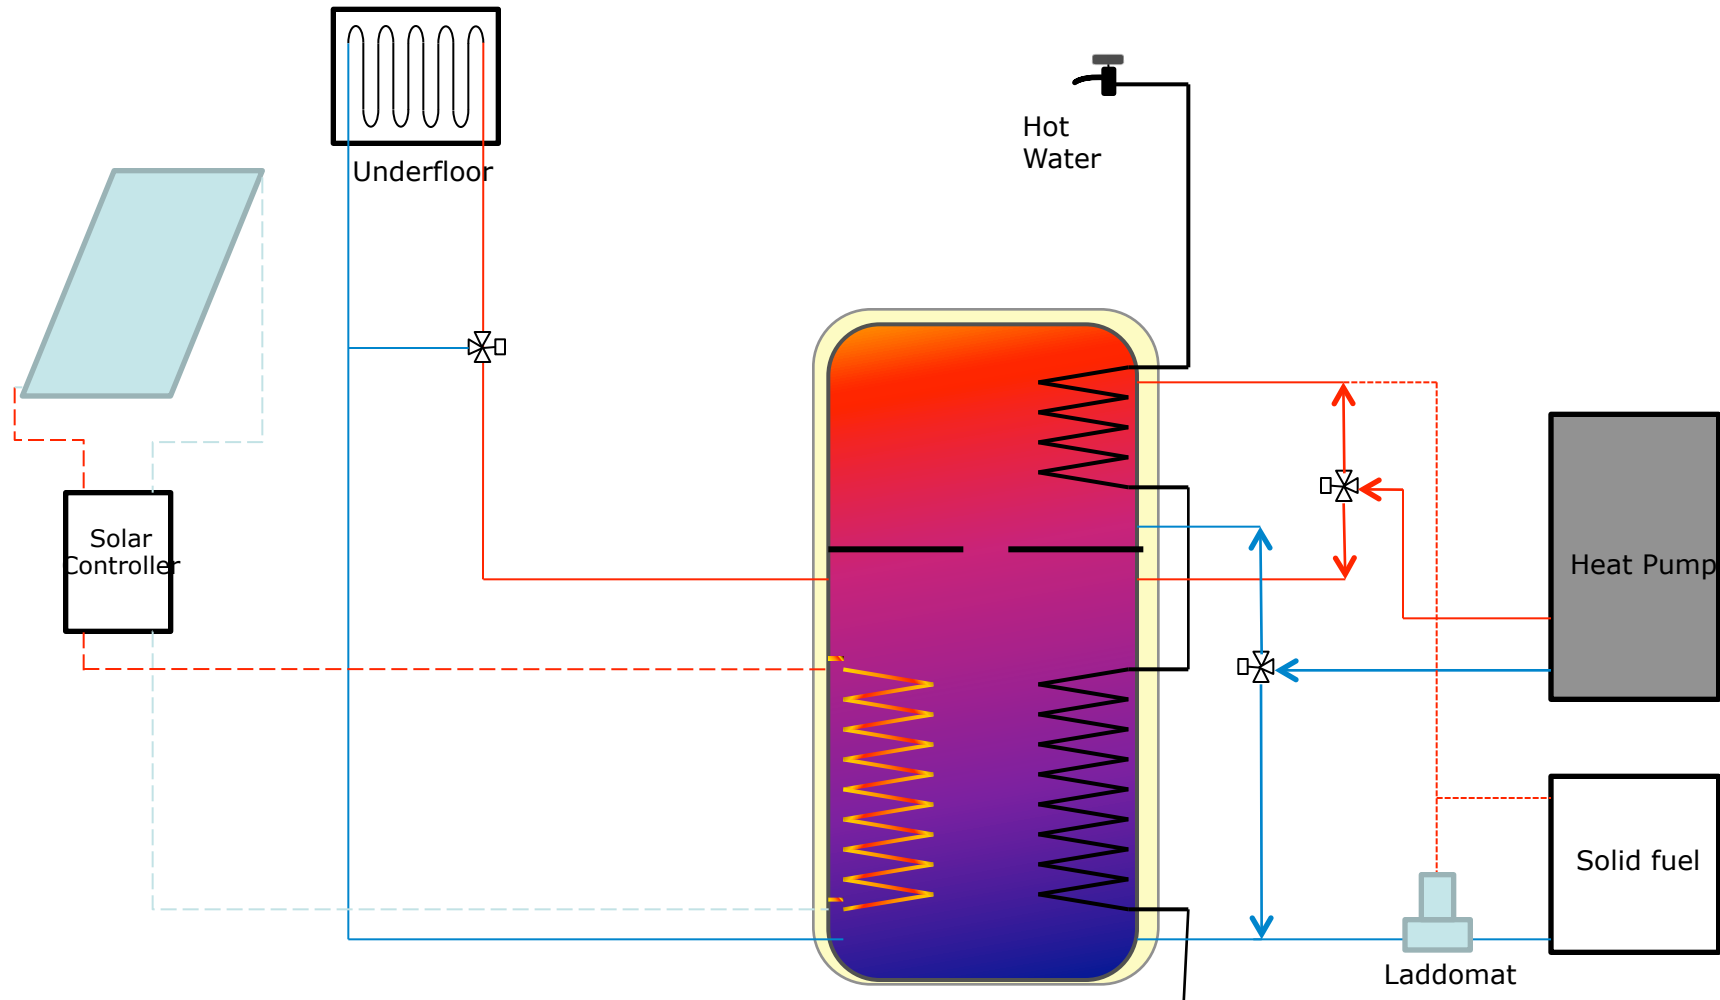 Hot
Water
Underfloor
Solar
Controller
Heat Pump
Solid fuel
Laddomat